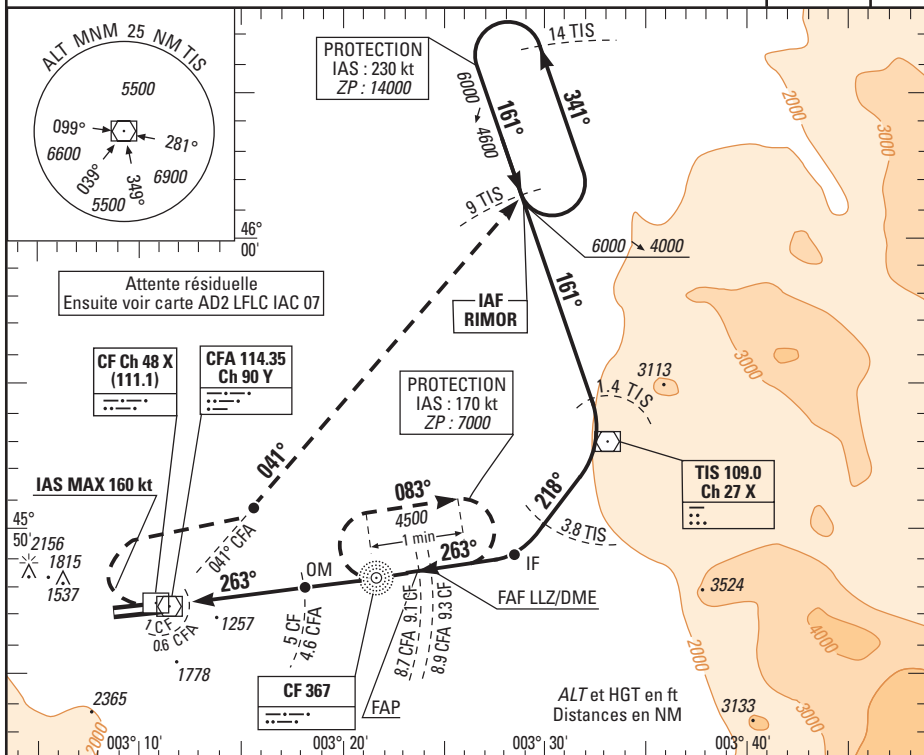 ALT MNM 25 NM TIS
5500
099°
281°
6600
039°
349°
6900
5500
46°
00'
PROTECTION
IAS : 230 kt
ZP : 14000
14 TIS
6000
4600
161°
341°
9 TIS
6000 ↘ 4000
IAF
RIMOR
161°
2000
3000
Attente résiduelle
Ensuite voir carte AD2 LFLC IAC 07
CF Ch 48 X
(111.1)
CFA 114.35
Ch 90 Y
PROTECTION
IAS : 170 kt
ZP : 7000
3113
3000
1.4 TIS
TIS 109.0
Ch 27 X
IAS MAX 160 kt
041°
041° CFA
083°
4500
1 min
263°
218°
3.8 TIS
IF
45°
50'
2156
1815
1537
263°
OM
FAF LLZ/DME
1 CF
0.6 CFA
1257
1778
5 CF
4.6 CFA
8.7 CFA 9.1 CF
8.9 CFA 9.3 CF
3524
4000
2000
3000
CF 367
FAP
2365
2000
3133
ALT et HGT en ft
Distances en NM
003° 10'
003° 20'
003° 30'
003° 40'